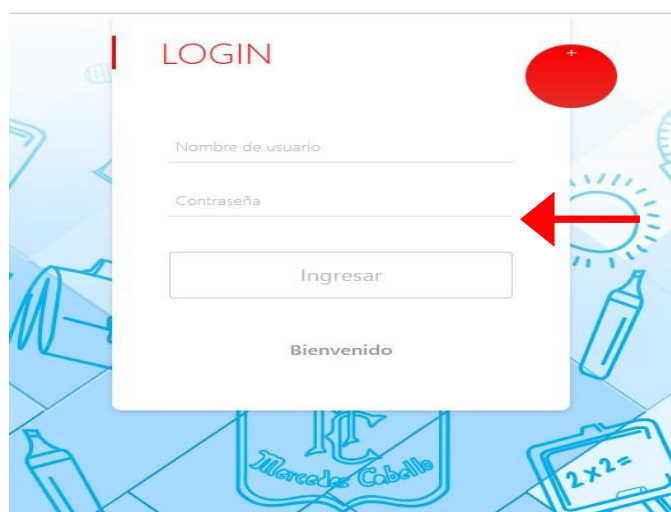 LOGIN
+
Nombre de usuario
Contraseña
Ingresar
Bienvenido
Mercedes Cabello
2x2=